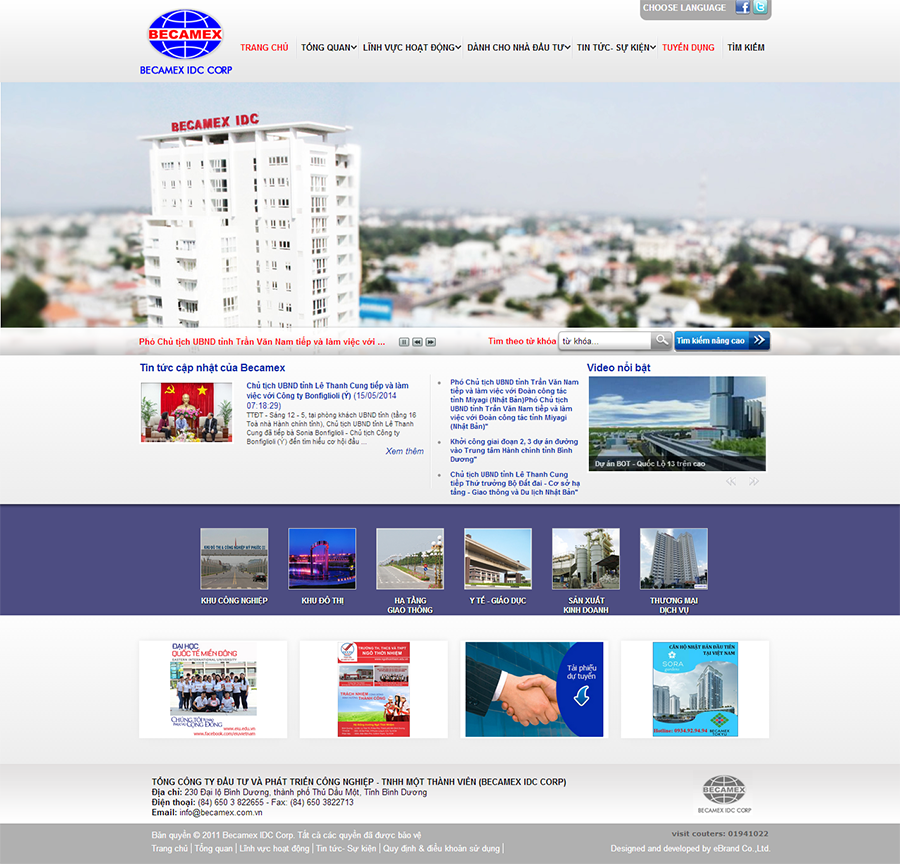 CHOOSE LANGUAGE
BECAMEX
BECAMEX IDC CORP
TRANG CHỦ
TỔNG QUAN
LĨNH VỰC HOẠT ĐỘNG
DÀNH CHO NHÀ ĐẦU TƯ
TIN TỨC- SỰ KIỆN
TUYỂN DỤNG
TÌM KIẾM
BECAMEX IDC
Phó Chủ tịch UBND tỉnh Trần Văn Nam tiếp và làm việc với ...
Tìm theo từ khóa
từ khóa...
Tìm kiếm nâng cao
Tin tức cập nhật của Becamex
Chủ tịch UBND tỉnh Lê Thanh Cung tiếp và làm
việc với Công ty Bonfiglioli (Ý) (15/05/2014
07:18:29)
TTĐT - Sáng 12 - 5, tại phòng khách UBND tỉnh (tầng 16
Toà nhà Hành chính tỉnh), Chủ tịch UBND tỉnh Lê Thanh
Cung đã tiếp bà Sonia Bonfiglioli - Chủ tịch Công ty
Bonfiglioli (Ý) đến tìm hiểu cơ hội đầu ...
Xem thêm
Phó Chủ tịch UBND tỉnh Trần Văn Nam
tiếp và làm việc với Đoàn công tác
tỉnh Miyagi (Nhật Bản)Phó Chủ tịch
UBND tỉnh Trần Văn Nam tiếp và làm
việc với Đoàn công tác tỉnh Miyagi
(Nhật Bản)"
Khởi công giai đoạn 2, 3 dự án đường
vào Trung tâm Hành chính tỉnh Bình
Dương"
Chủ tịch UBND tỉnh Lê Thanh Cung
tiếp Thứ trưởng Bộ Đất đai - Cơ sở hạ
tầng - Giao thông và Du lịch Nhật Bản"
Video nổi bật
Dự án BOT - Quốc Lộ 13 trên cao
KHU CÔNG NGHIỆP
KHU ĐÔ THỊ
HẠ TẦNG
GIAO THÔNG
Y TẾ - GIÁO DỤC
SẢN XUẤT
KINH DOANH
THƯƠNG MẠI
DỊCH VỤ
ĐẠI HỌC
QUỐC TẾ MIỀN ĐÔNG
EASTERN INTERNATIONAL UNIVERSITY
www.eiu.edu.vn
TRƯỜNG TH, THCS VÀ THPT
NGÔ THỜI NHIỆM
Tải phiếu
dự tuyển
CĂN HỘ NHẬT BẢN ĐẦU TIÊN
TẠI VIỆT NAM
SORA
gardens
BECAMEX
TOKYU
Hotline: 0934.92.94.94
TỔNG CÔNG TY ĐẦU TƯ VÀ PHÁT TRIỂN CÔNG NGHIỆP - TNHH MỘT THÀNH VIÊN (BECAMEX IDC CORP)
Địa chỉ: 230 Đại lộ Bình Dương, thành phố Thủ Dầu Một, Tỉnh Bình Dương
Điện thoại: (84) 650 3 822655 - Fax: (84) 650 3822713
Email: info@becamex.com.vn
BECAMEX
BECAMEX IDC CORP
Bản quyền © 2011 Becamex IDC Corp. Tất cả các quyền đã được bảo vệ
Trang chủ | Tổng quan | Lĩnh vực hoạt động | Tin tức- Sự kiện | Quy định & điều khoản sử dụng |
visit couters: 01941022
Designed and developed by eBrand Co.,Ltd.